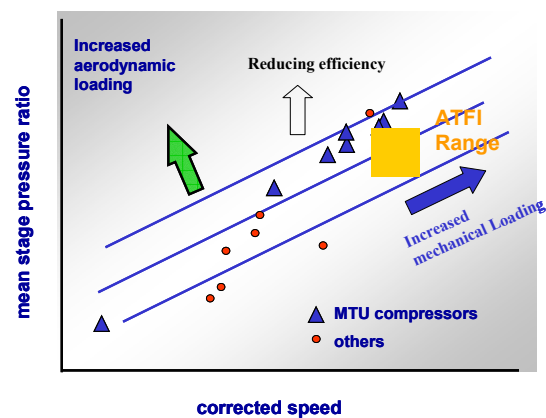 Increased
aerodynamic
loading
Reducing efficiency
ATFI
Range
Increased
mechanical Loading
MTU compressors
others
mean stage pressure ratio
corrected speed